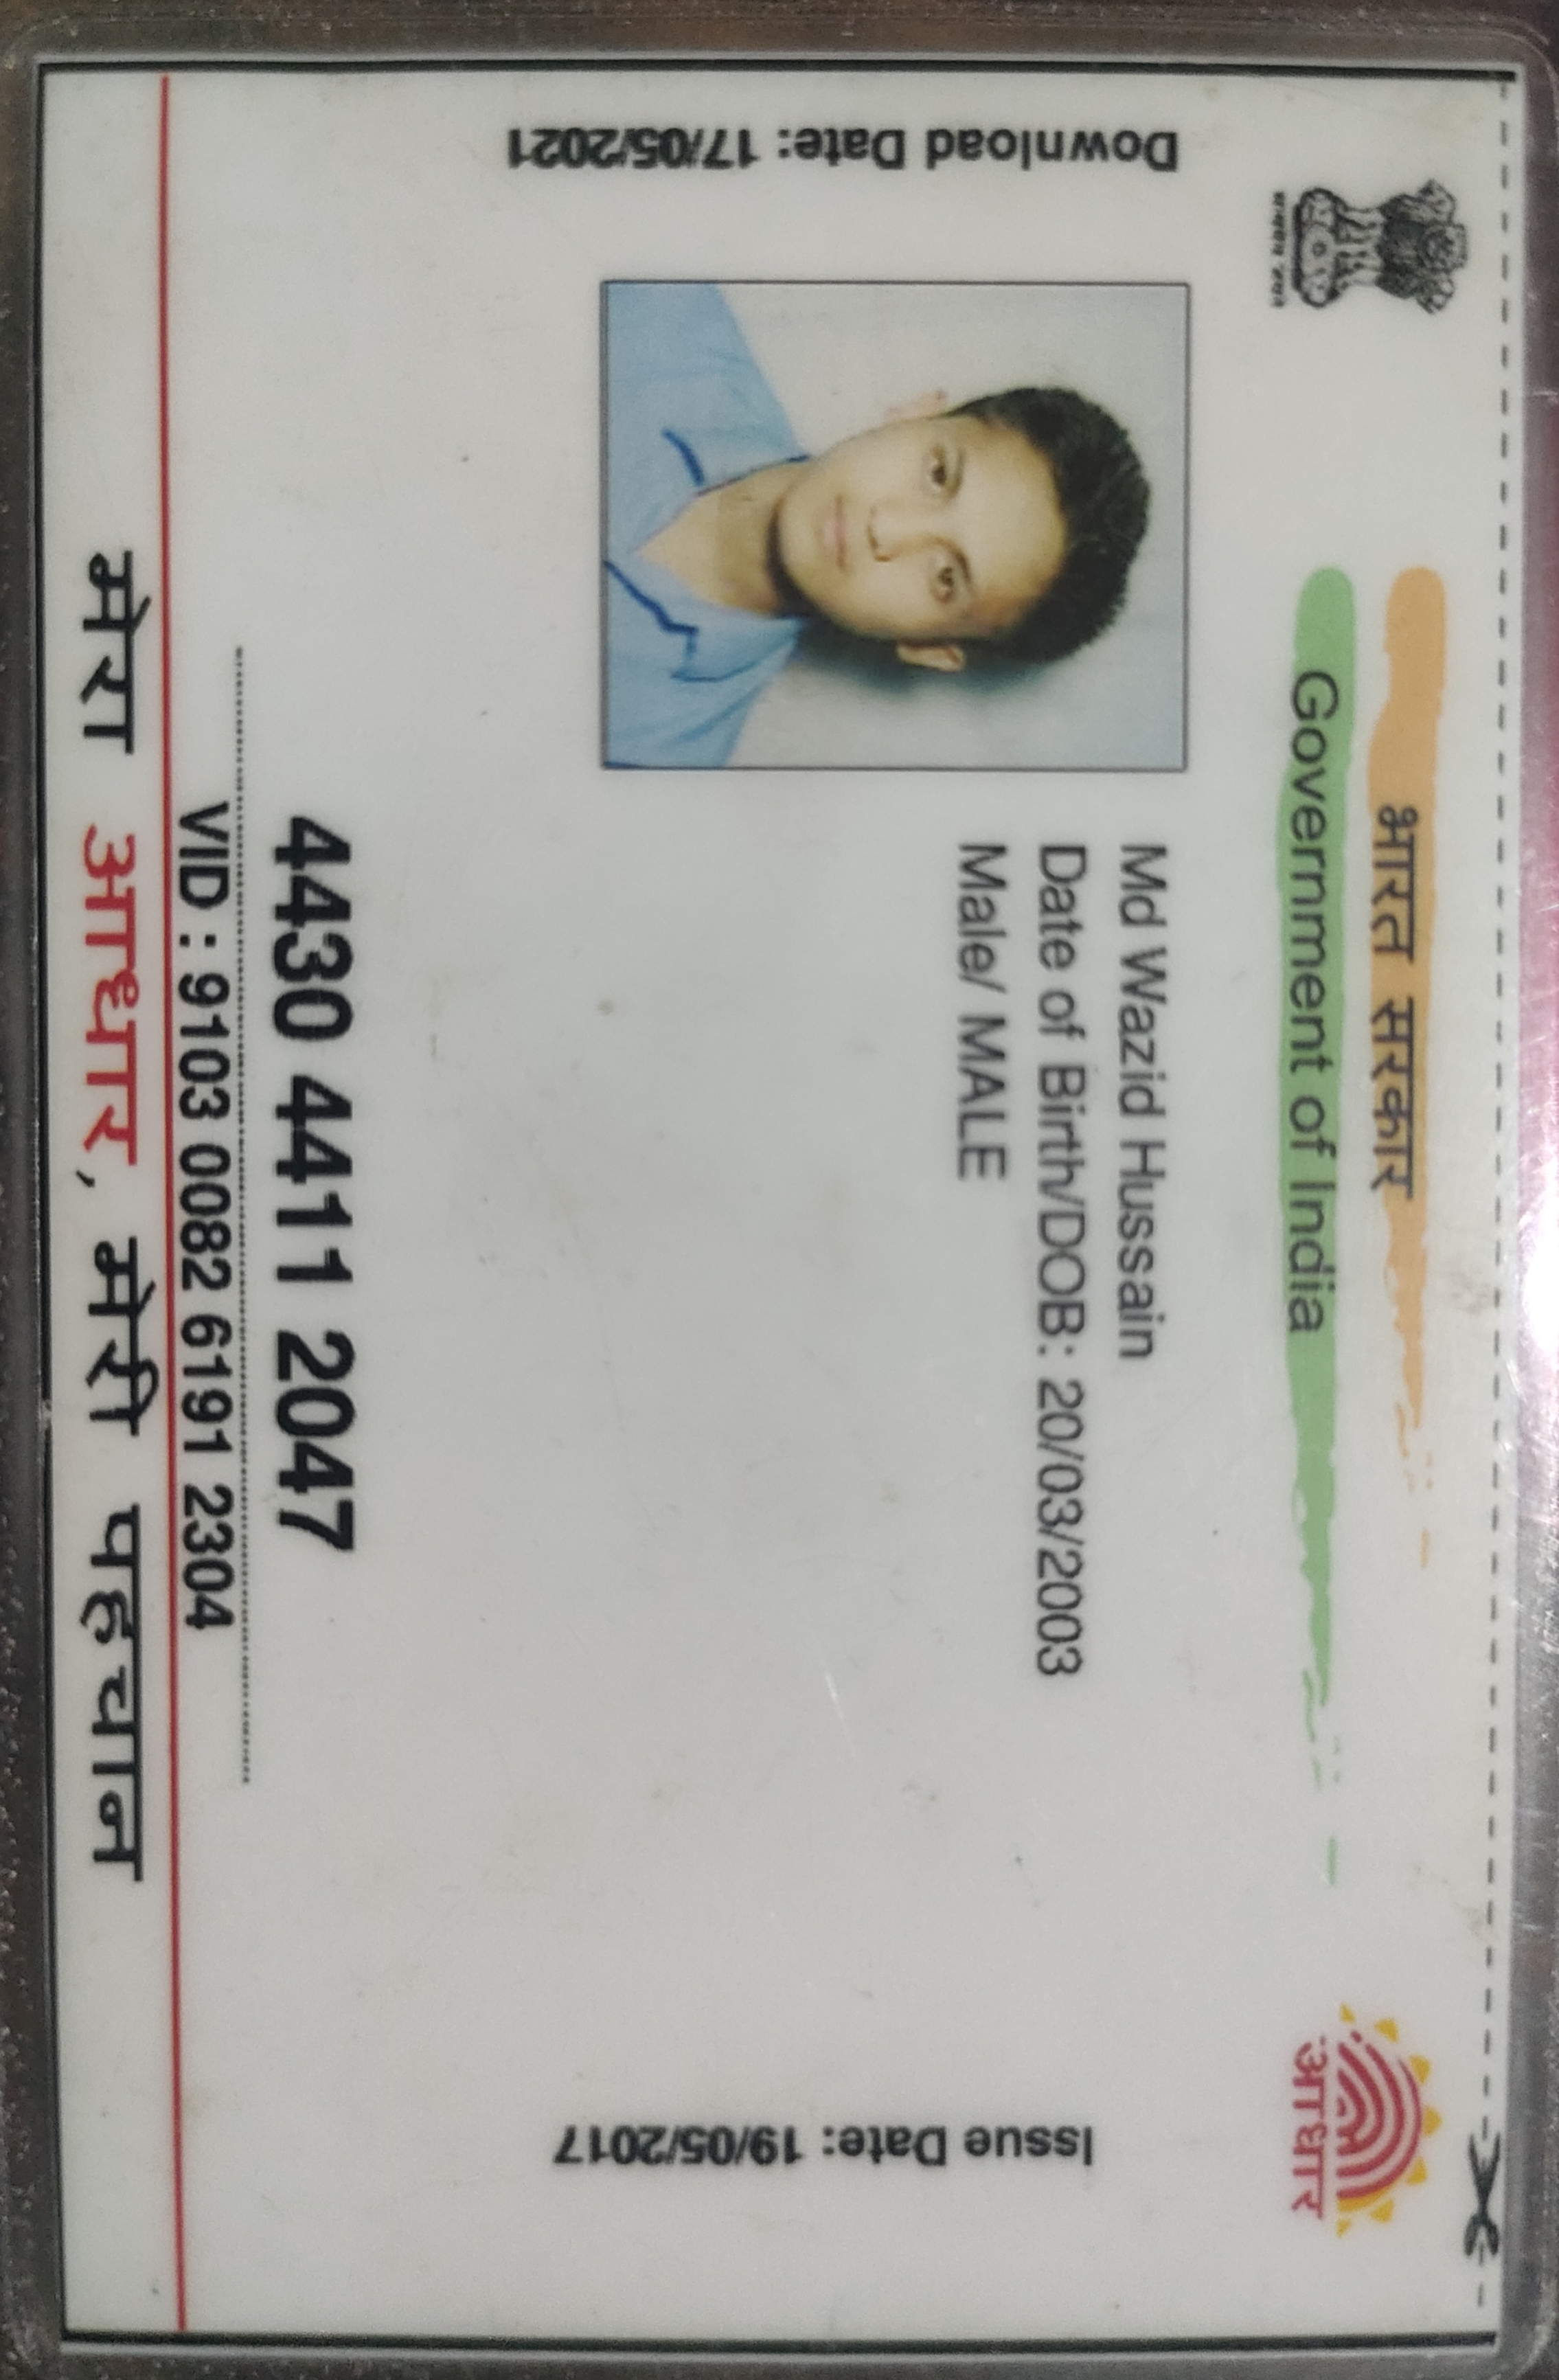 भारत सरकार
Government of India
आधार
Download Date: 17/05/2021
Md Wazid Hussain
Date of Birth/DOB: 20/03/2003
Male/ MALE
Issue Date: 19/05/2017
4430 4411 2047
VID : 9103 0082 6191 2304
मेरा आधार, मेरी पहचान